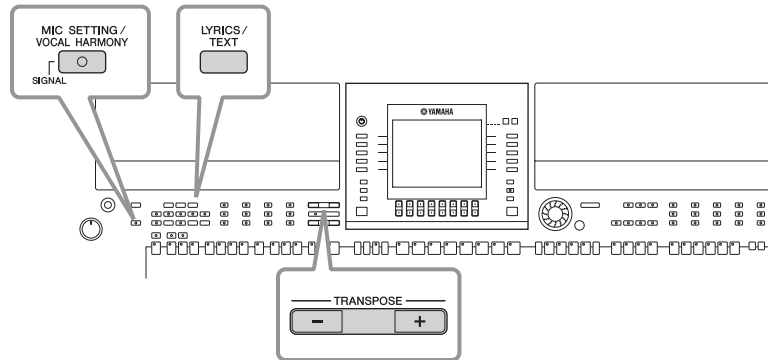 MIC SETTING /
VOCAL HARMONY
SIGNAL
LYRICS /
TEXT
YAMAHA
TRANSPOSE
− +